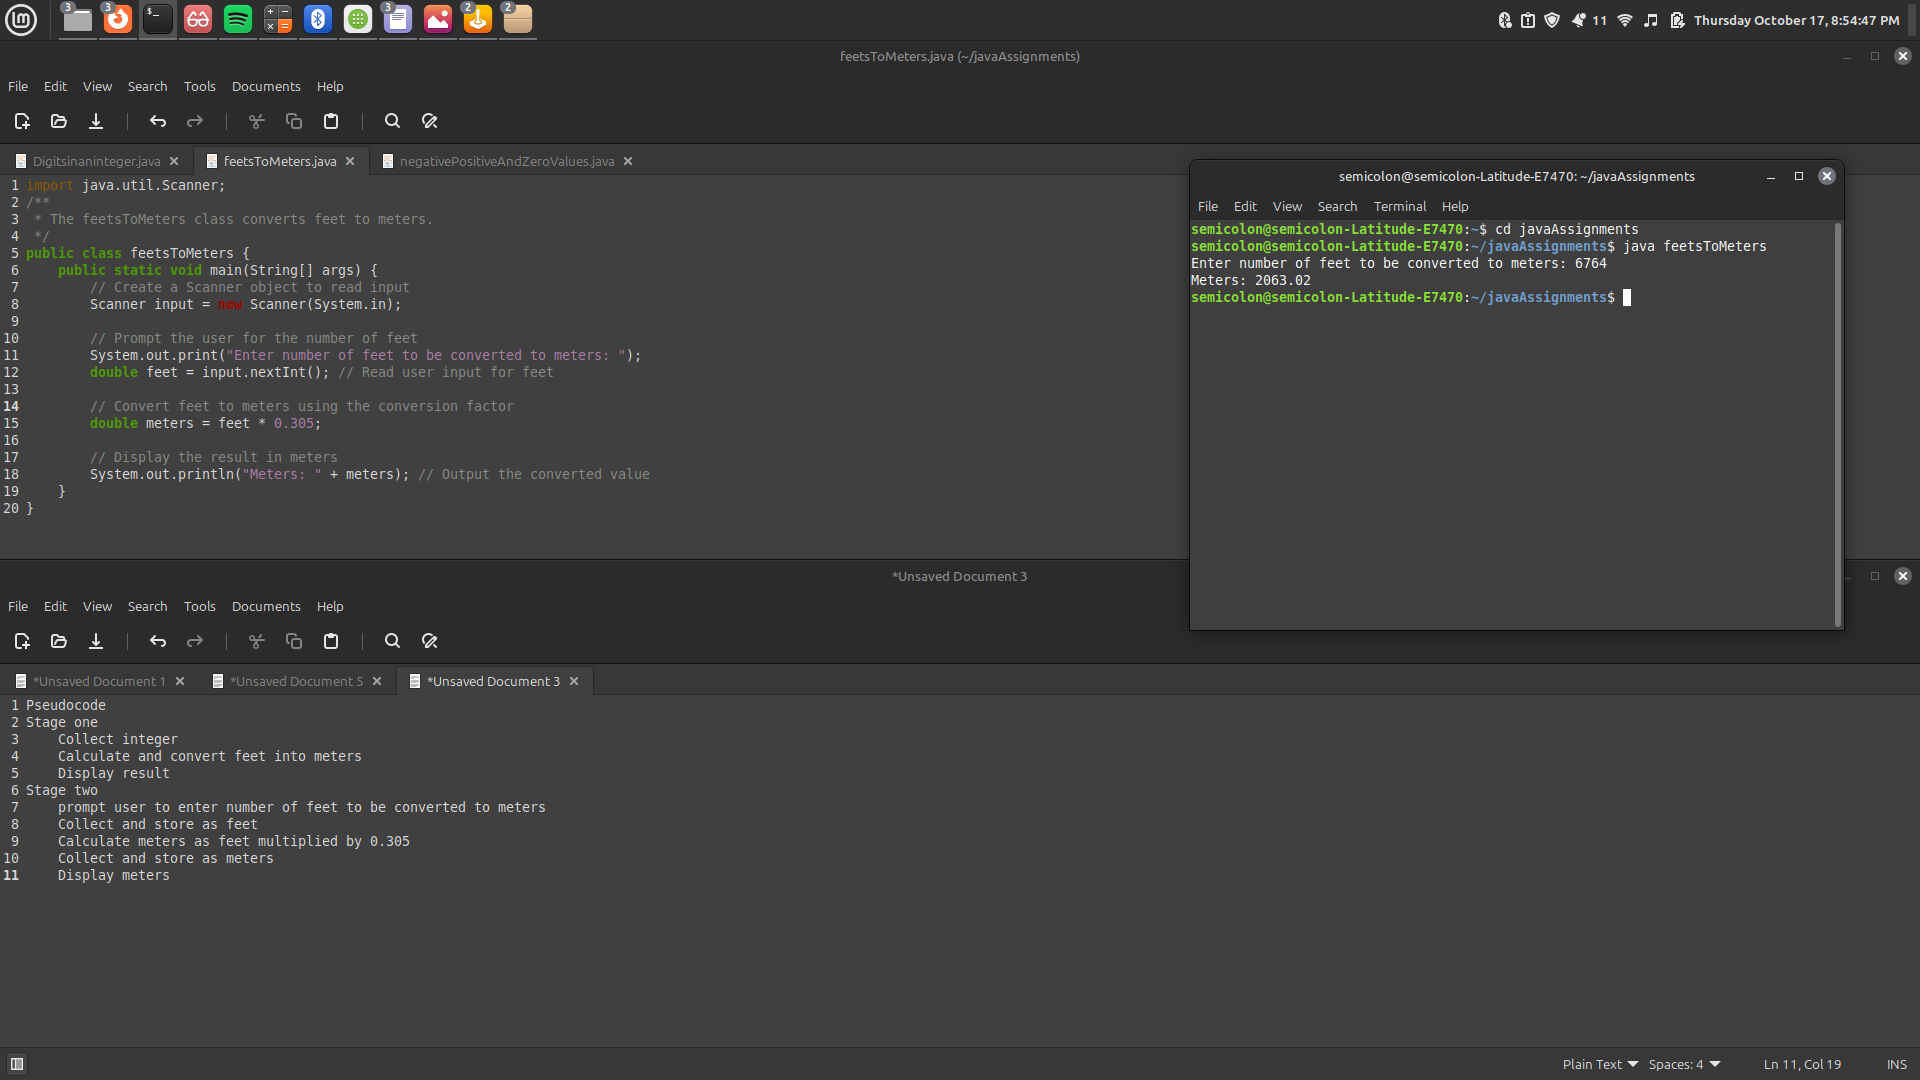 3 3 3 2 2
11 Thursday October 17, 8:54:47 PM
feetsToMeters.java (~/javaAssignments)
File Edit View Search Tools Documents Help
Digitsinaninteger.java feetsToMeters.java negativePositiveAndZeroValues.java
1 import java.util.Scanner;
2 /**
3  * The feetsToMeters class converts feet to meters.
4  */
5 public class feetsToMeters {
6     public static void main(String[] args) {
7         // Create a Scanner object to read input
8         Scanner input = new Scanner(System.in);
9
10         // Prompt the user for the number of feet
11         System.out.print("Enter number of feet to be converted to meters: ");
12         double feet = input.nextInt(); // Read user input for feet
13
14         // Convert feet to meters using the conversion factor
15         double meters = feet * 0.305;
16
17         // Display the result in meters
18         System.out.println("Meters: " + meters); // Output the converted value
19     }
20 }
semicolon@semicolon-Latitude-E7470: ~/javaAssignments
File Edit View Search Terminal Help
semicolon@semicolon-Latitude-E7470:~$ cd javaAssignments
semicolon@semicolon-Latitude-E7470:~/javaAssignments$ java feetsToMeters
Enter number of feet to be converted to meters: 6764
Meters: 2063.02
semicolon@semicolon-Latitude-E7470:~/javaAssignments$
*Unsaved Document 3
File Edit View Search Tools Documents Help
*Unsaved Document 1 *Unsaved Document 5 *Unsaved Document 3
1 Pseudocode
2 Stage one
3     Collect integer
4     Calculate and convert feet into meters
5     Display result
6 Stage two
7     prompt user to enter number of feet to be converted to meters
8     Collect and store as feet
9     Calculate meters as feet multiplied by 0.305
10     Collect and store as meters
11     Display meters
Plain Text Spaces: 4 Ln 11, Col 19 INS